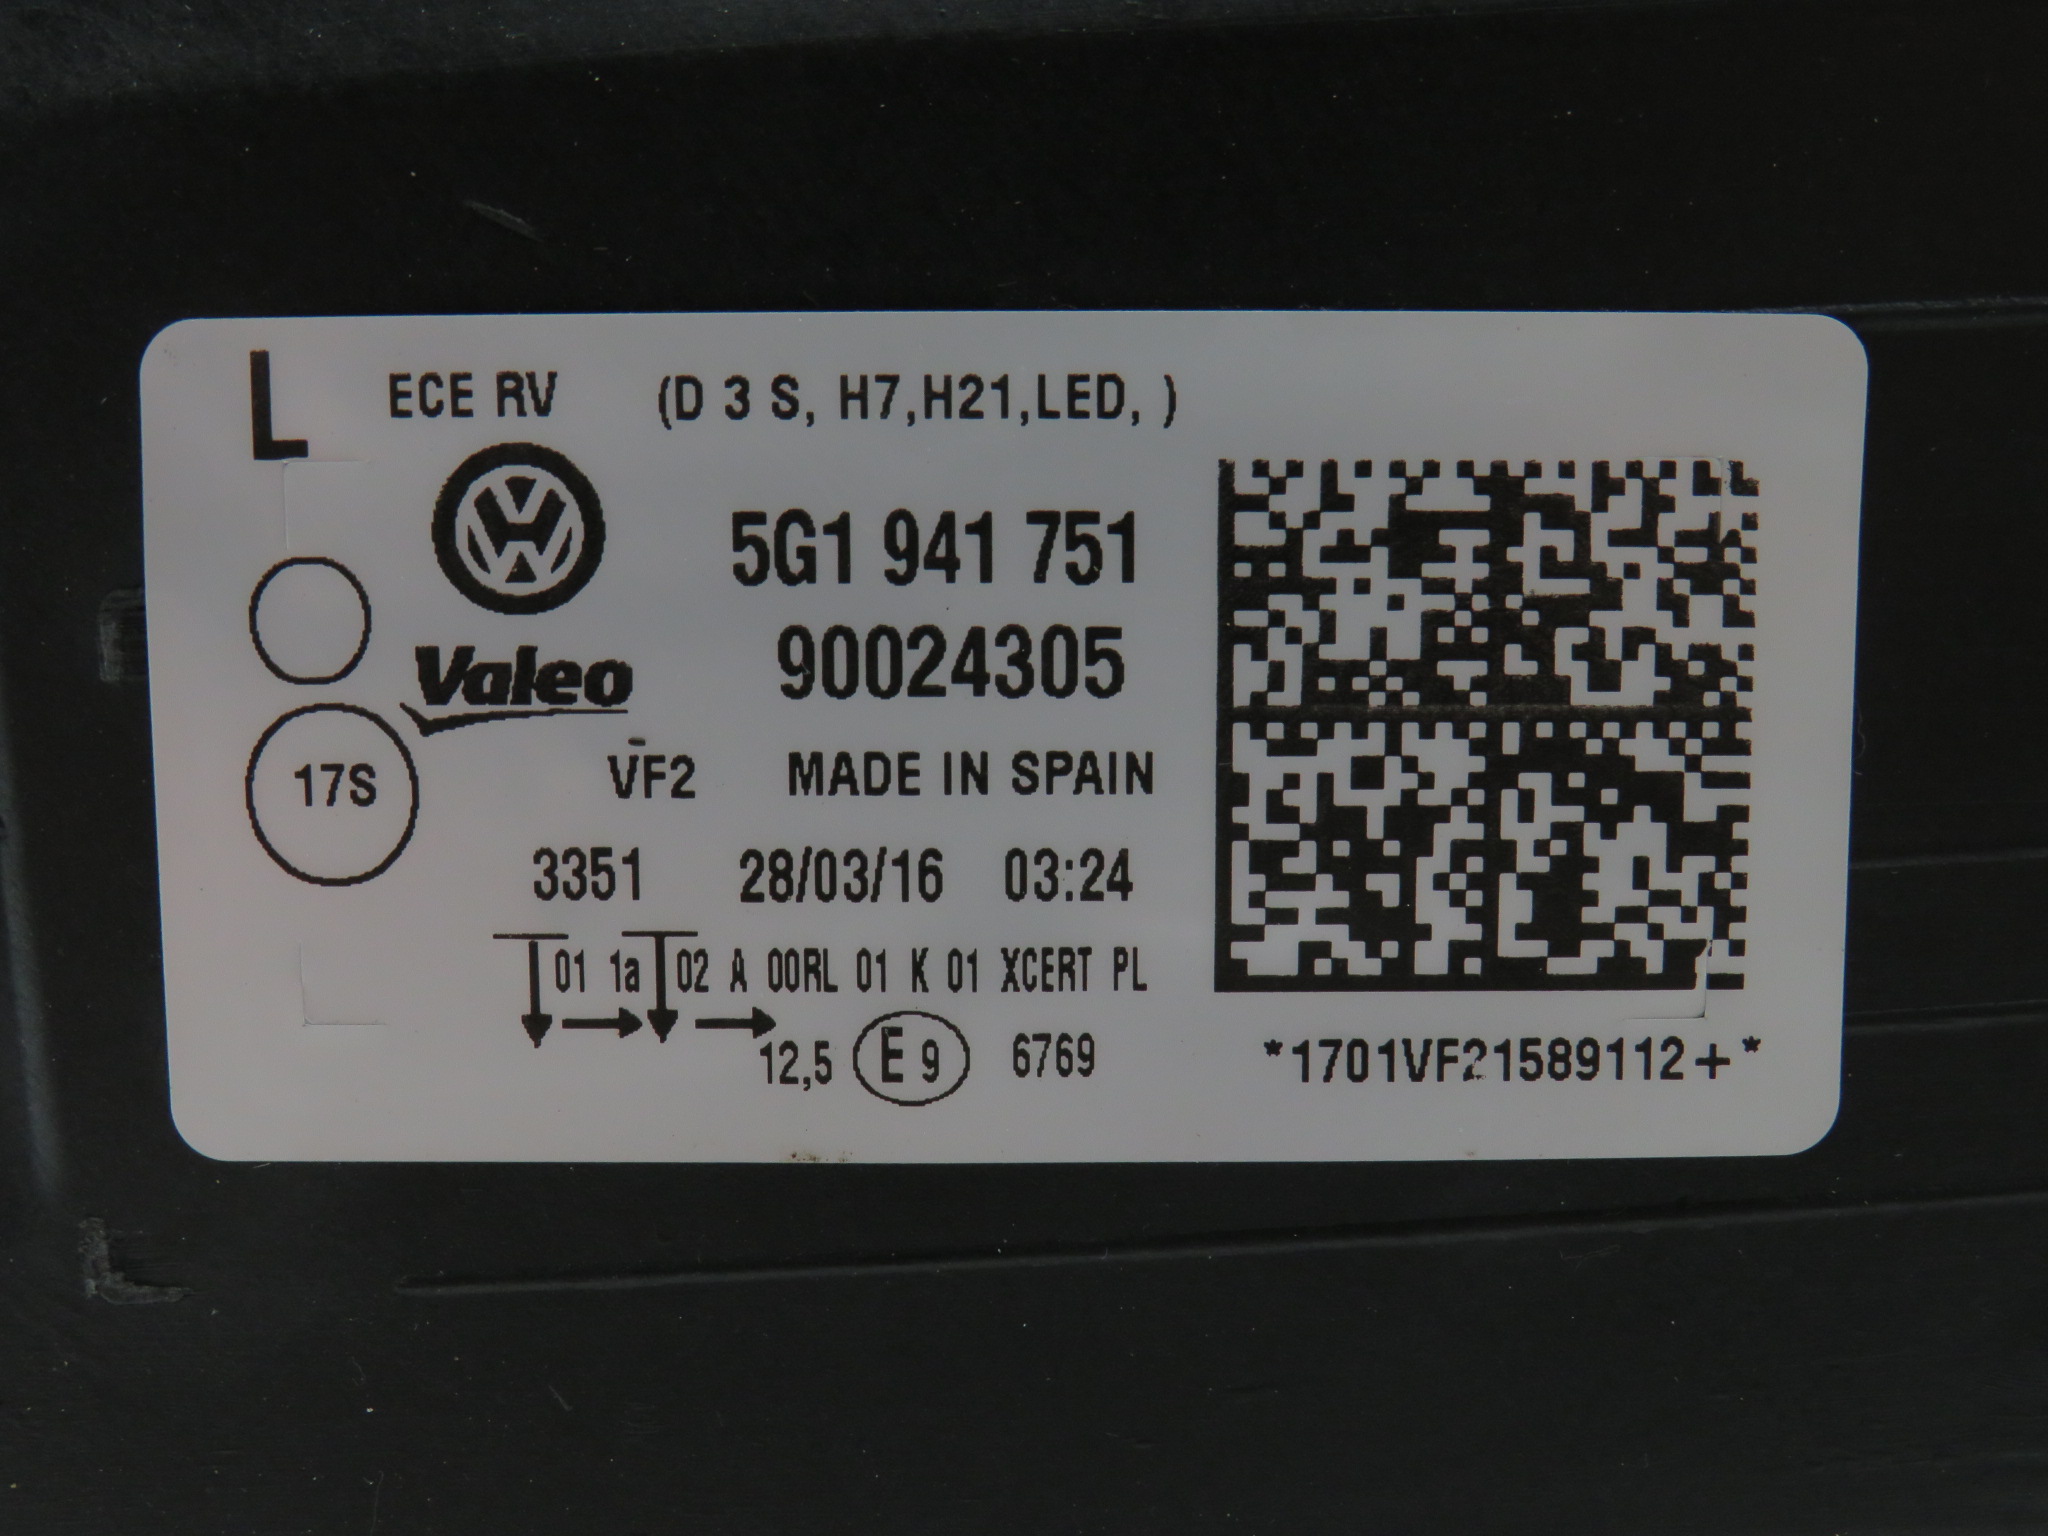 L ECE RV (D 3 S, H7,H21,LED, )
5G1 941 751
Valeo 90024305
17S VF2 MADE IN SPAIN
3351 28/03/16 03:24
01 1a 02 A 00RL 01 K 01 XCERT PL
12,5 E 9 6769 *1701VF21589112+*